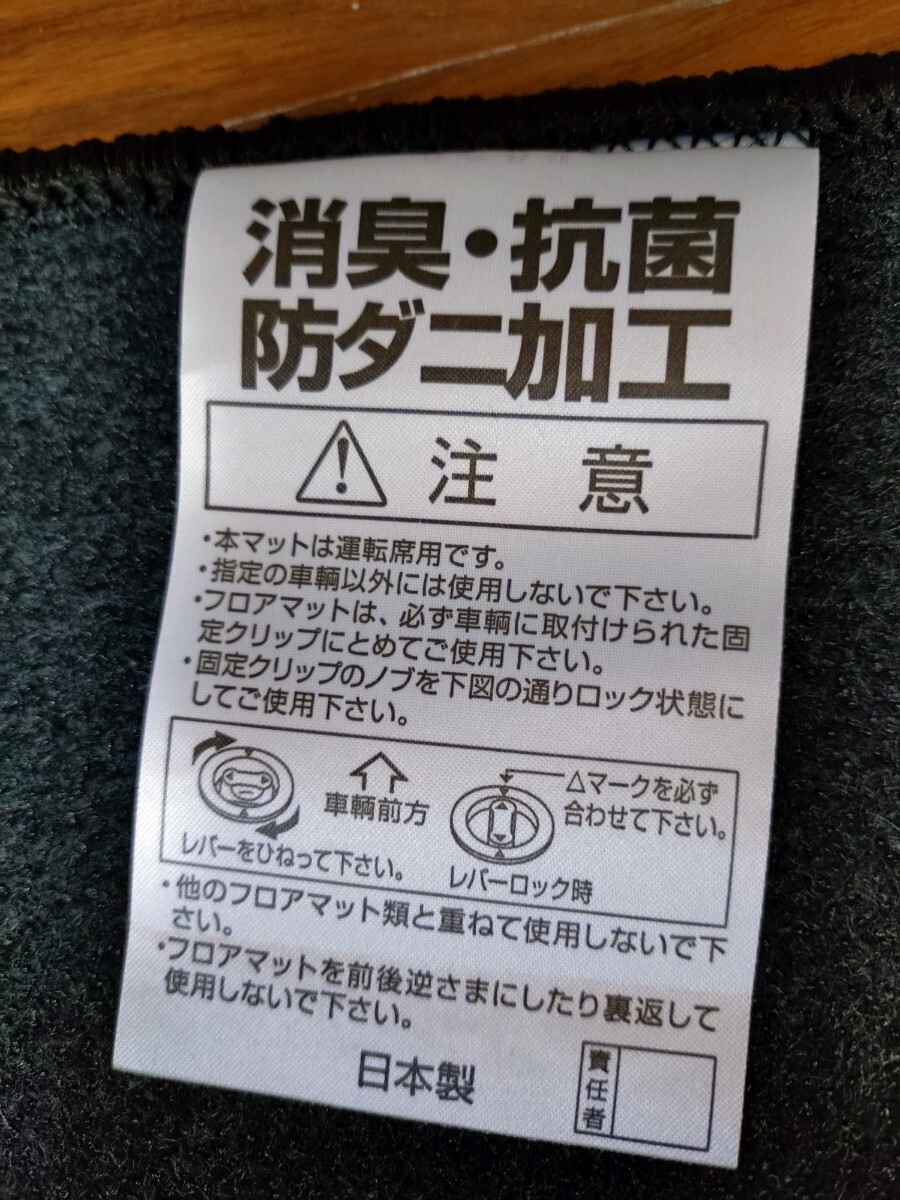 消臭・抗菌
防ダニ加工
注意
・本マットは運転席用です。
・指定の車輌以外には使用しないで下さい。
・フロアマットは、必ず車輌に取付けられた固
定クリップにとめてご使用下さい。
・固定クリップのノブを下図の通りロック状態に
してご使用下さい。
車輌前方
△マークを必ず
合わせて下さい。
レバーをひねって下さい。
レバーロック時
・他のフロアマット類と重ねて使用しないで下
さい。
・フロアマットを前後逆さまにしたり裏返して
使用しないで下さい。
日本製
責任者